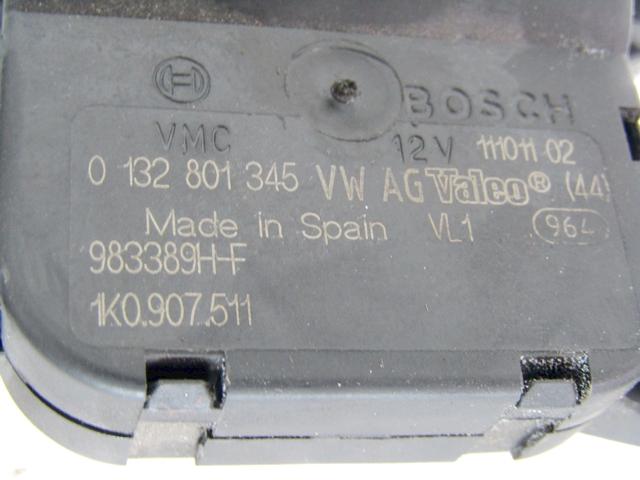 BOSCH
VMC 12V 111011 02
0 132 801 345 VW AG Valeo® (44)
Made in Spain VL1 964
983389H-F
1K0.907.511